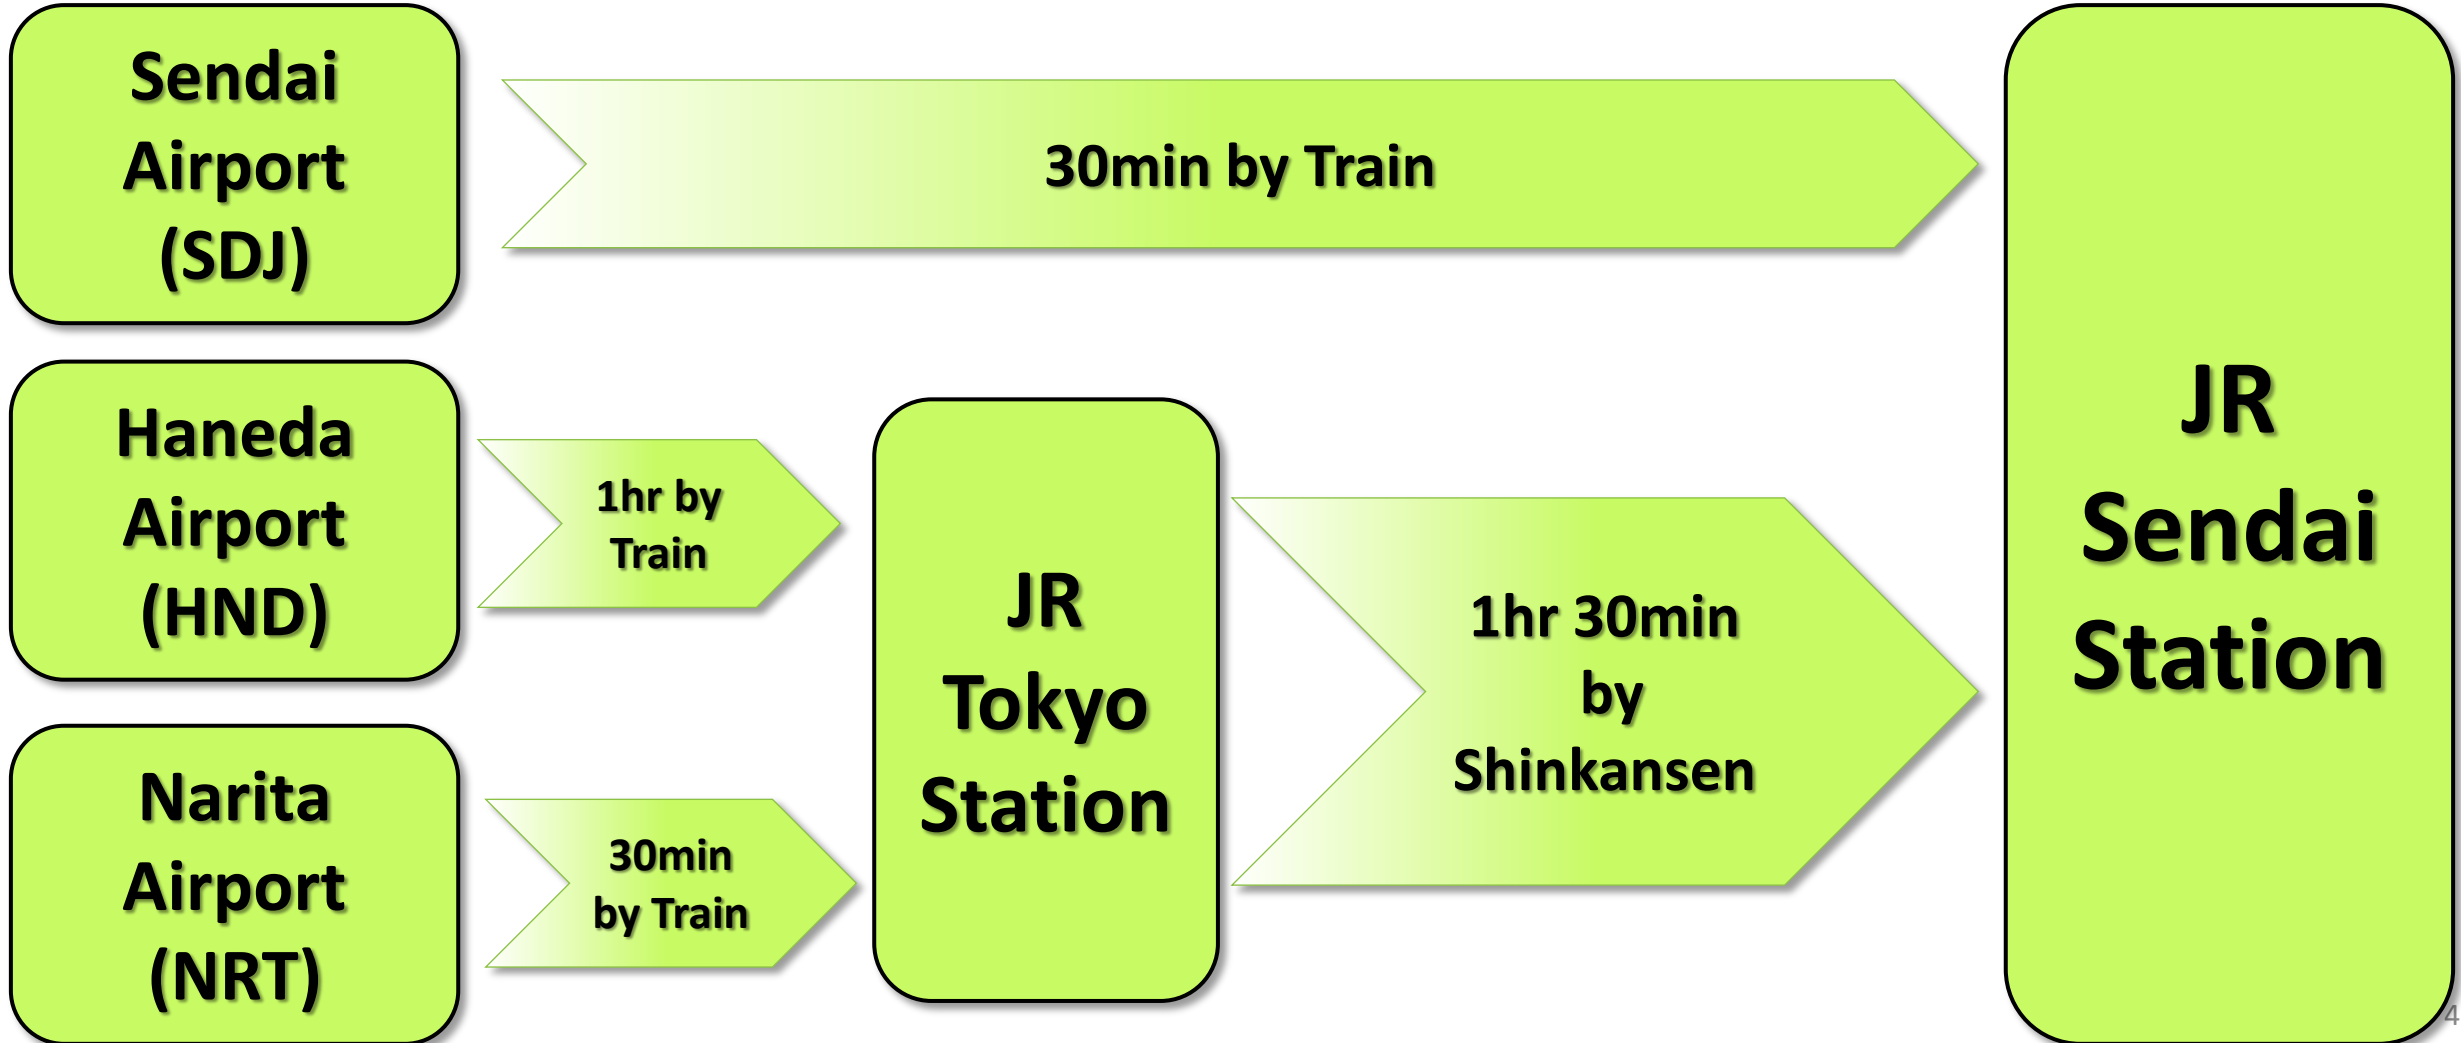 Sendai
Airport
(SDJ)
30min by Train
Haneda
Airport
(HND)
1hr by
Train
Narita
Airport
(NRT)
30min
by Train
JR
Tokyo
Station
1hr 30min
by
Shinkansen
JR
Sendai
Station
4